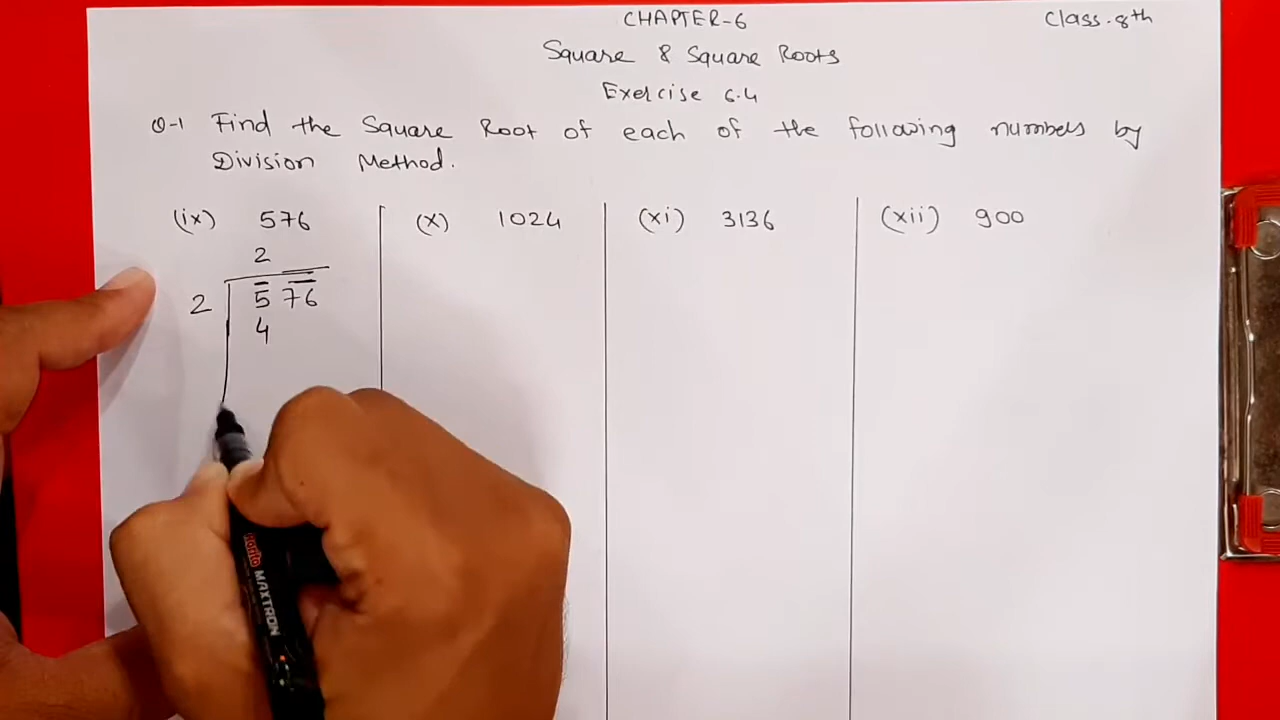 CHAPTER-6
Class.8th
Square & Square Roots
Exercise 6.4
Q-1 Find the Square Root of each of the following numbers by
Division Method.
(ix) 576
(x) 1024
(xi) 3136
(xii) 900
2
2 5 76
4
MAXTRON